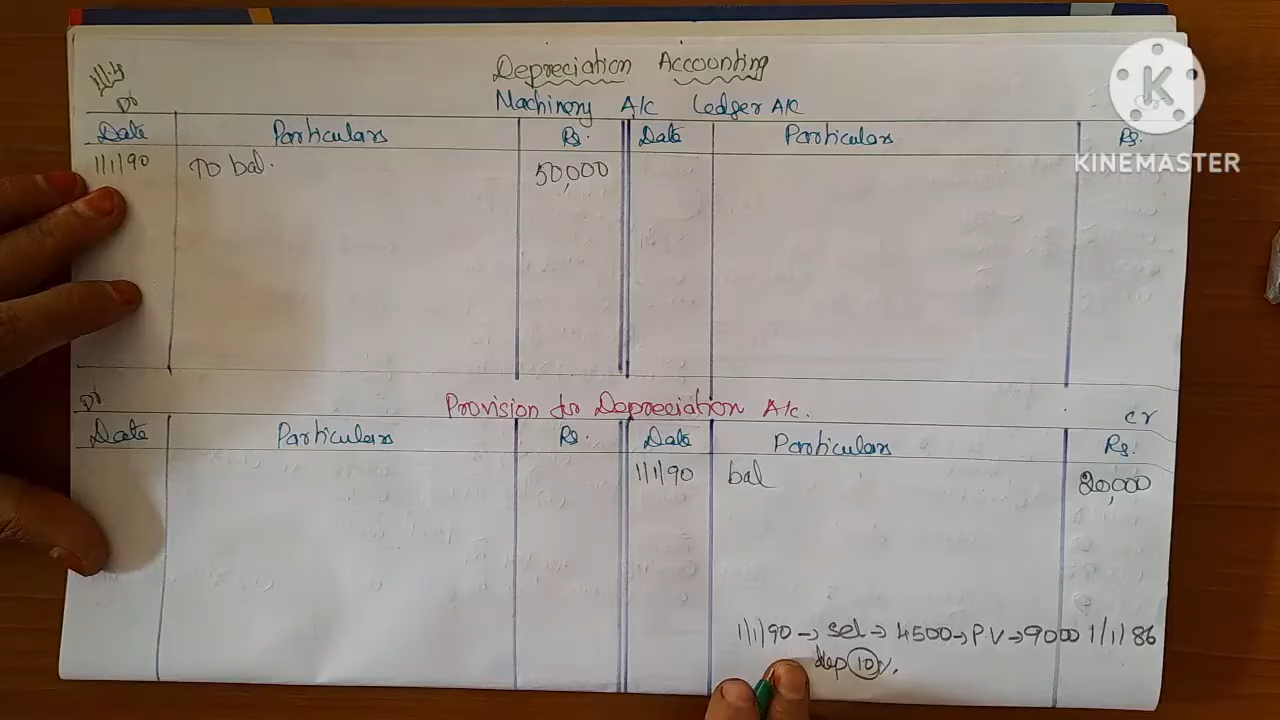 Depreciation Accounting
Machinery A/c Ledger A/c
Dr
Date Particulars Rs. Date Particulars Rs.
1/1/90 To bal. 50,000
KINEMASTER
Dr Provision for Depreciation A/c. Cr
Date Particulars Rs. Date Particulars Rs.
1/1/90 bal 20,000
1/1/90 → sel → 4500 → P.V → 9000 1/1/86
dep 10%.